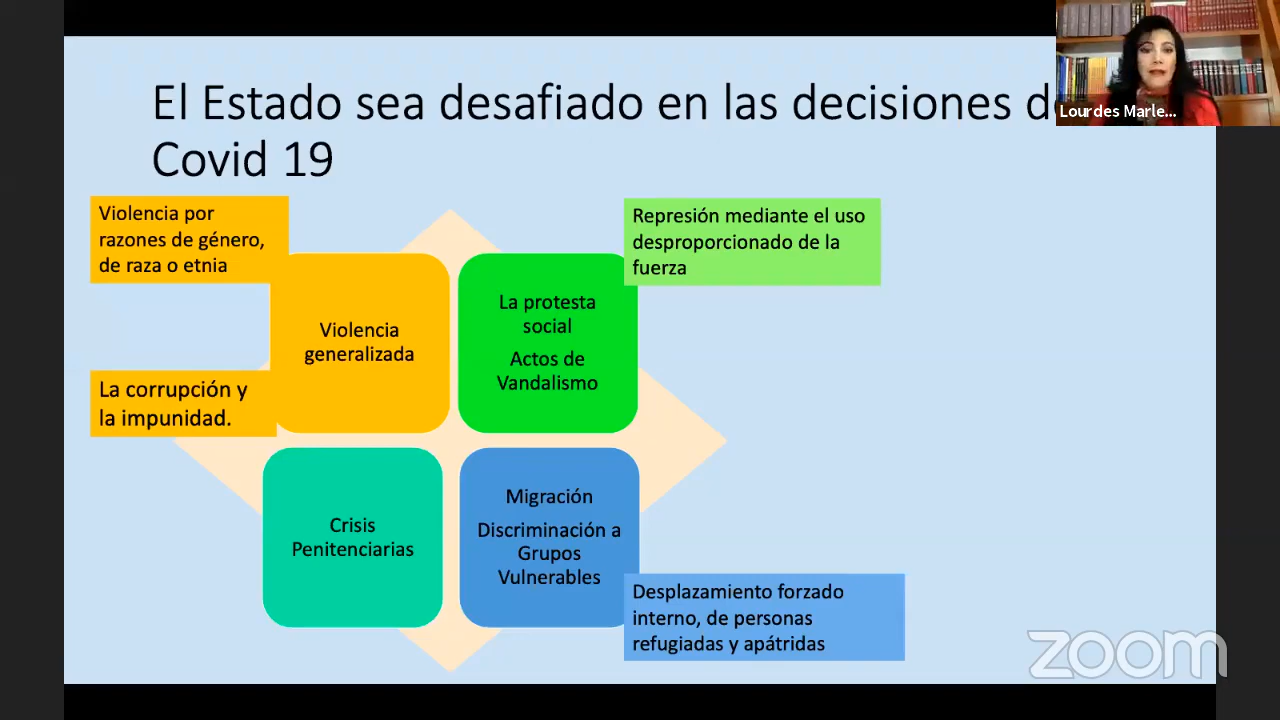 El Estado sea desafiado en las decisiones
Covid 19
Lourdes Marle...
Violencia por
razones de género,
de raza o etnia
Represión mediante el uso
desproporcionado de la
fuerza
Violencia
generalizada
La protesta
social
Actos de
Vandalismo
La corrupción y
la impunidad.
Crisis
Penitenciarias
Migración
Discriminación a
Grupos
Vulnerables
Desplazamiento forzado
interno, de personas
refugiadas y apátridas
zoom